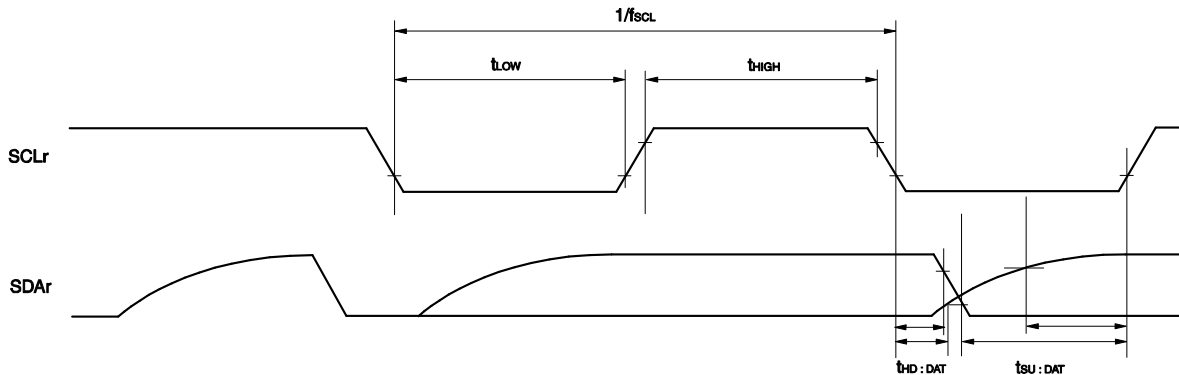 1/fSCL
tLOW
tHIGH
SCLr
SDAr
tHD : DAT
tSU : DAT